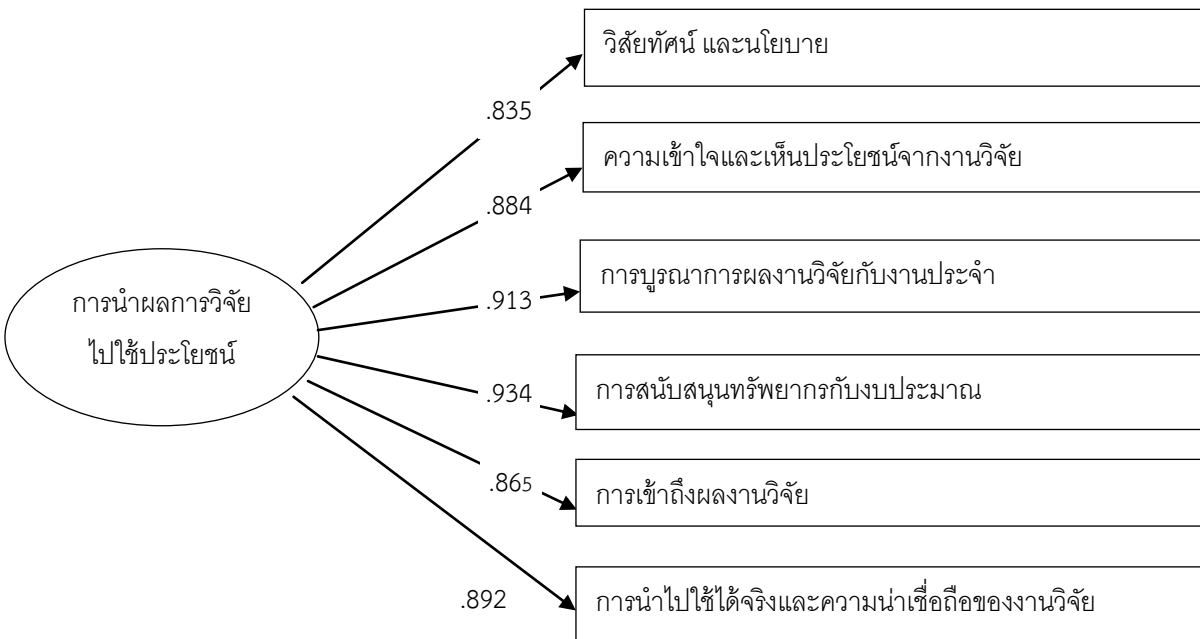 วิสัยทัศน์ และนโยบาย
.835
ความเข้าใจและเห็นประโยชน์จากงานวิจัย
.884
การบูรณาการผลงานวิจัยกับงานประจำ
.913
การนำผลการวิจัย
ไปใช้ประโยชน์
การสนับสนุนทรัพยากรกับงบประมาณ
.934
.865
การเข้าถึงผลงานวิจัย
.892
การนำไปใช้ได้จริงและความน่าเชื่อถือของงานวิจัย